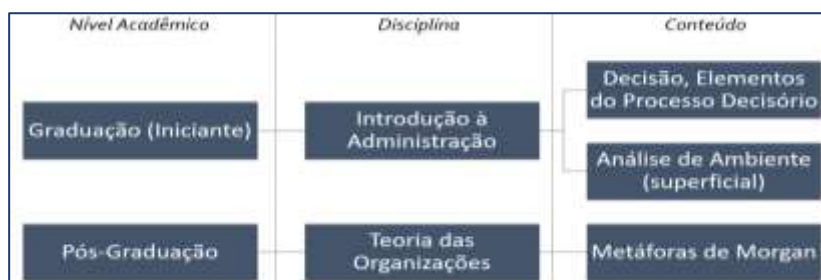 Nível Acadêmico
Disciplina
Conteúdo
Graduação (Iniciante)
Introdução à
Administração
Decisão, Elementos
do Processo Decisório
Análise de Ambiente
(superficial)
Pós-Graduação
Teoria das
Organizações
Metáforas de Morgan